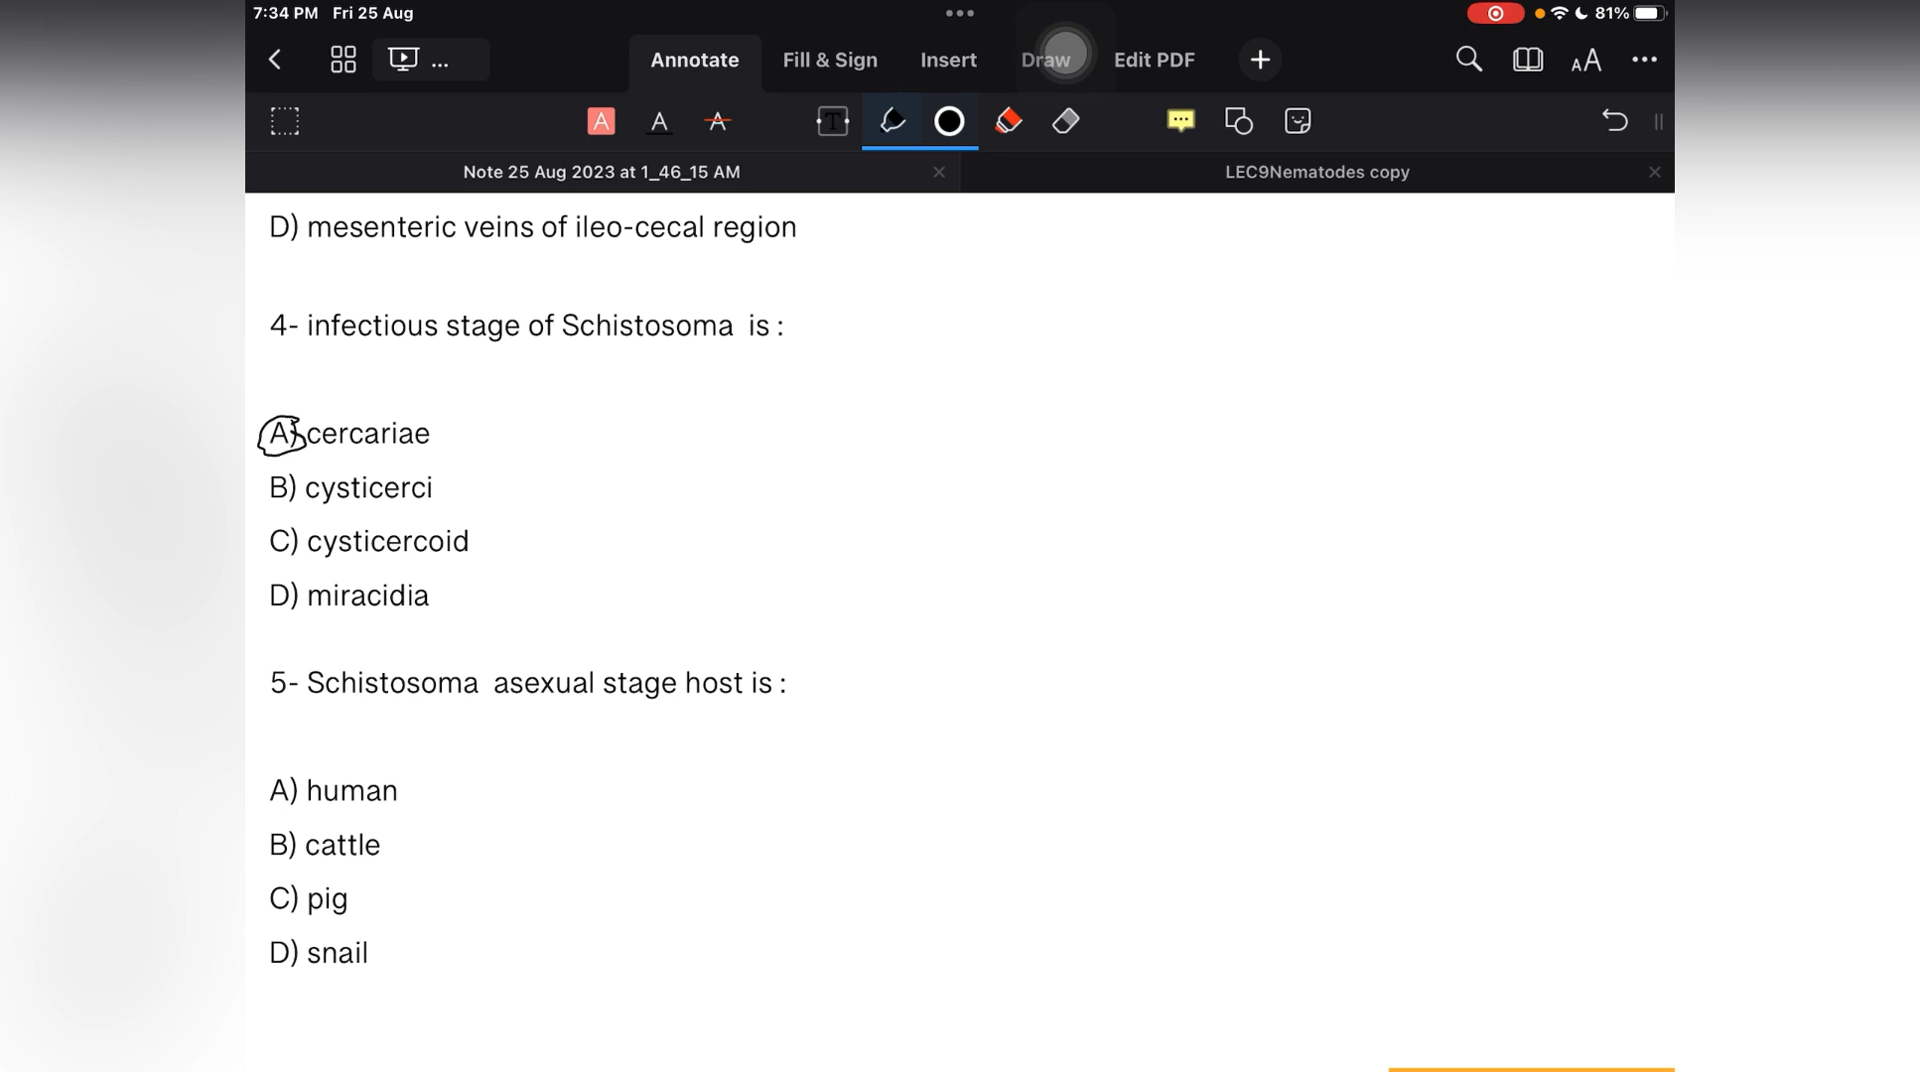 7:34 PM Fri 25 Aug
81%
Annotate Fill & Sign Insert Draw Edit PDF
Note 25 Aug 2023 at 1_46_15 AM
LEC9Nematodes copy
D) mesenteric veins of ileo-cecal region
4- infectious stage of Schistosoma is :
A) cercariae
B) cysticerci
C) cysticercoid
D) miracidia
5- Schistosoma asexual stage host is :
A) human
B) cattle
C) pig
D) snail